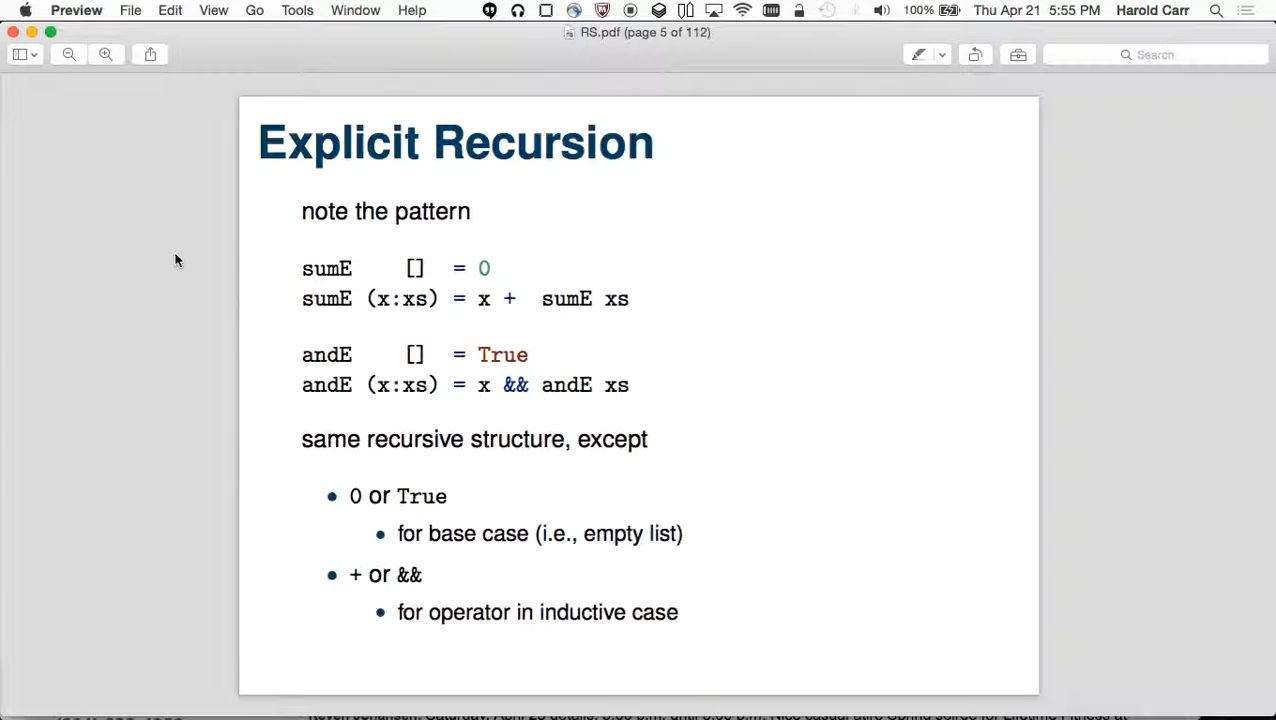 Preview File Edit View Go Tools Window Help 100% Thu Apr 21 5:55 PM Harold Carr
RS.pdf (page 5 of 112)
Search
Explicit Recursion
note the pattern
sumE [] = 0
sumE (x:xs) = x + sumE xs
andE [] = True
andE (x:xs) = x && andE xs
same recursive structure, except
• 0 or True
• for base case (i.e., empty list)
• + or &&
• for operator in inductive case